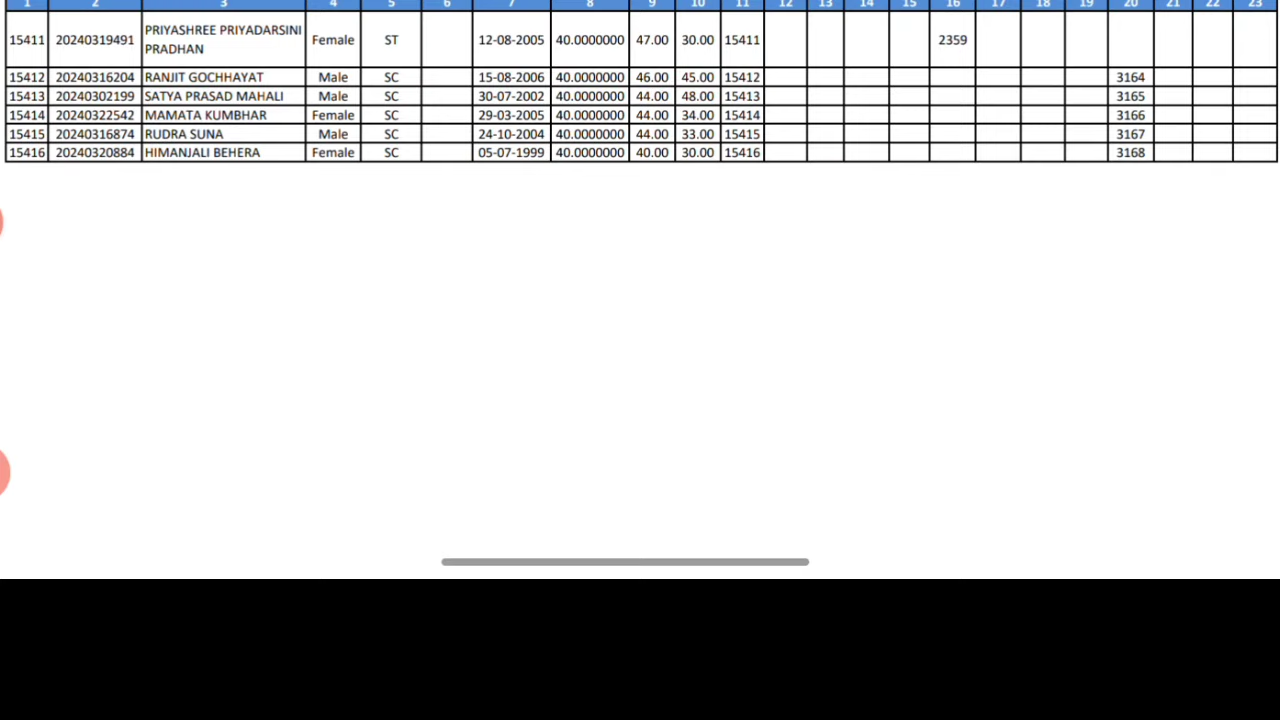 1 2 3 4 5 6 7 8 9 10 11 12 13 14 15 16 17 18 19 20 21 22 23
15411 20240319491 PRIYASHREE PRIYADARSINI PRADHAN Female ST 12-08-2005 40.0000000 47.00 30.00 15411 2359
15412 20240316204 RANJIT GOCHHAYAT Male SC 15-08-2006 40.0000000 46.00 45.00 15412 3164
15413 20240302199 SATYA PRASAD MAHALI Male SC 30-07-2002 40.0000000 44.00 48.00 15413 3165
15414 20240322542 MAMATA KUMBHAR Female SC 29-03-2005 40.0000000 44.00 34.00 15414 3166
15415 20240316874 RUDRA SUNA Male SC 24-10-2004 40.0000000 44.00 33.00 15415 3167
15416 20240320884 HIMANJALI BEHERA Female SC 05-07-1999 40.0000000 40.00 30.00 15416 3168